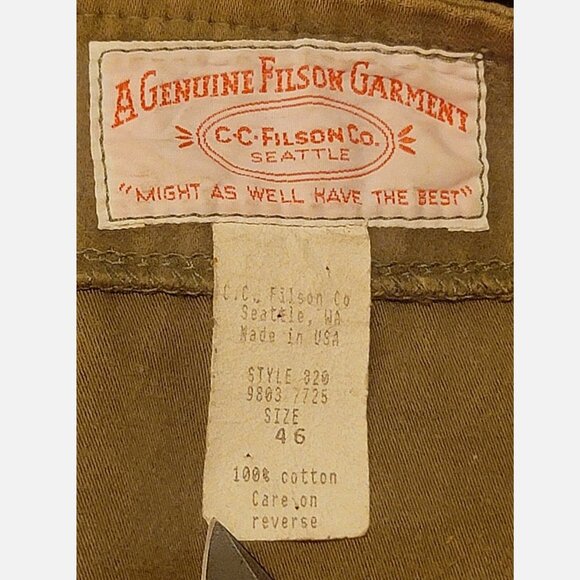 A GENUINE FILSON GARMENT
C·C·FILSON CO.
SEATTLE
"MIGHT AS WELL HAVE THE BEST"
C.C. Filson Co
Seattle, WA
Made in USA
STYLE 820
9803 7725
SIZE
46
100% cotton
Care on
reverse